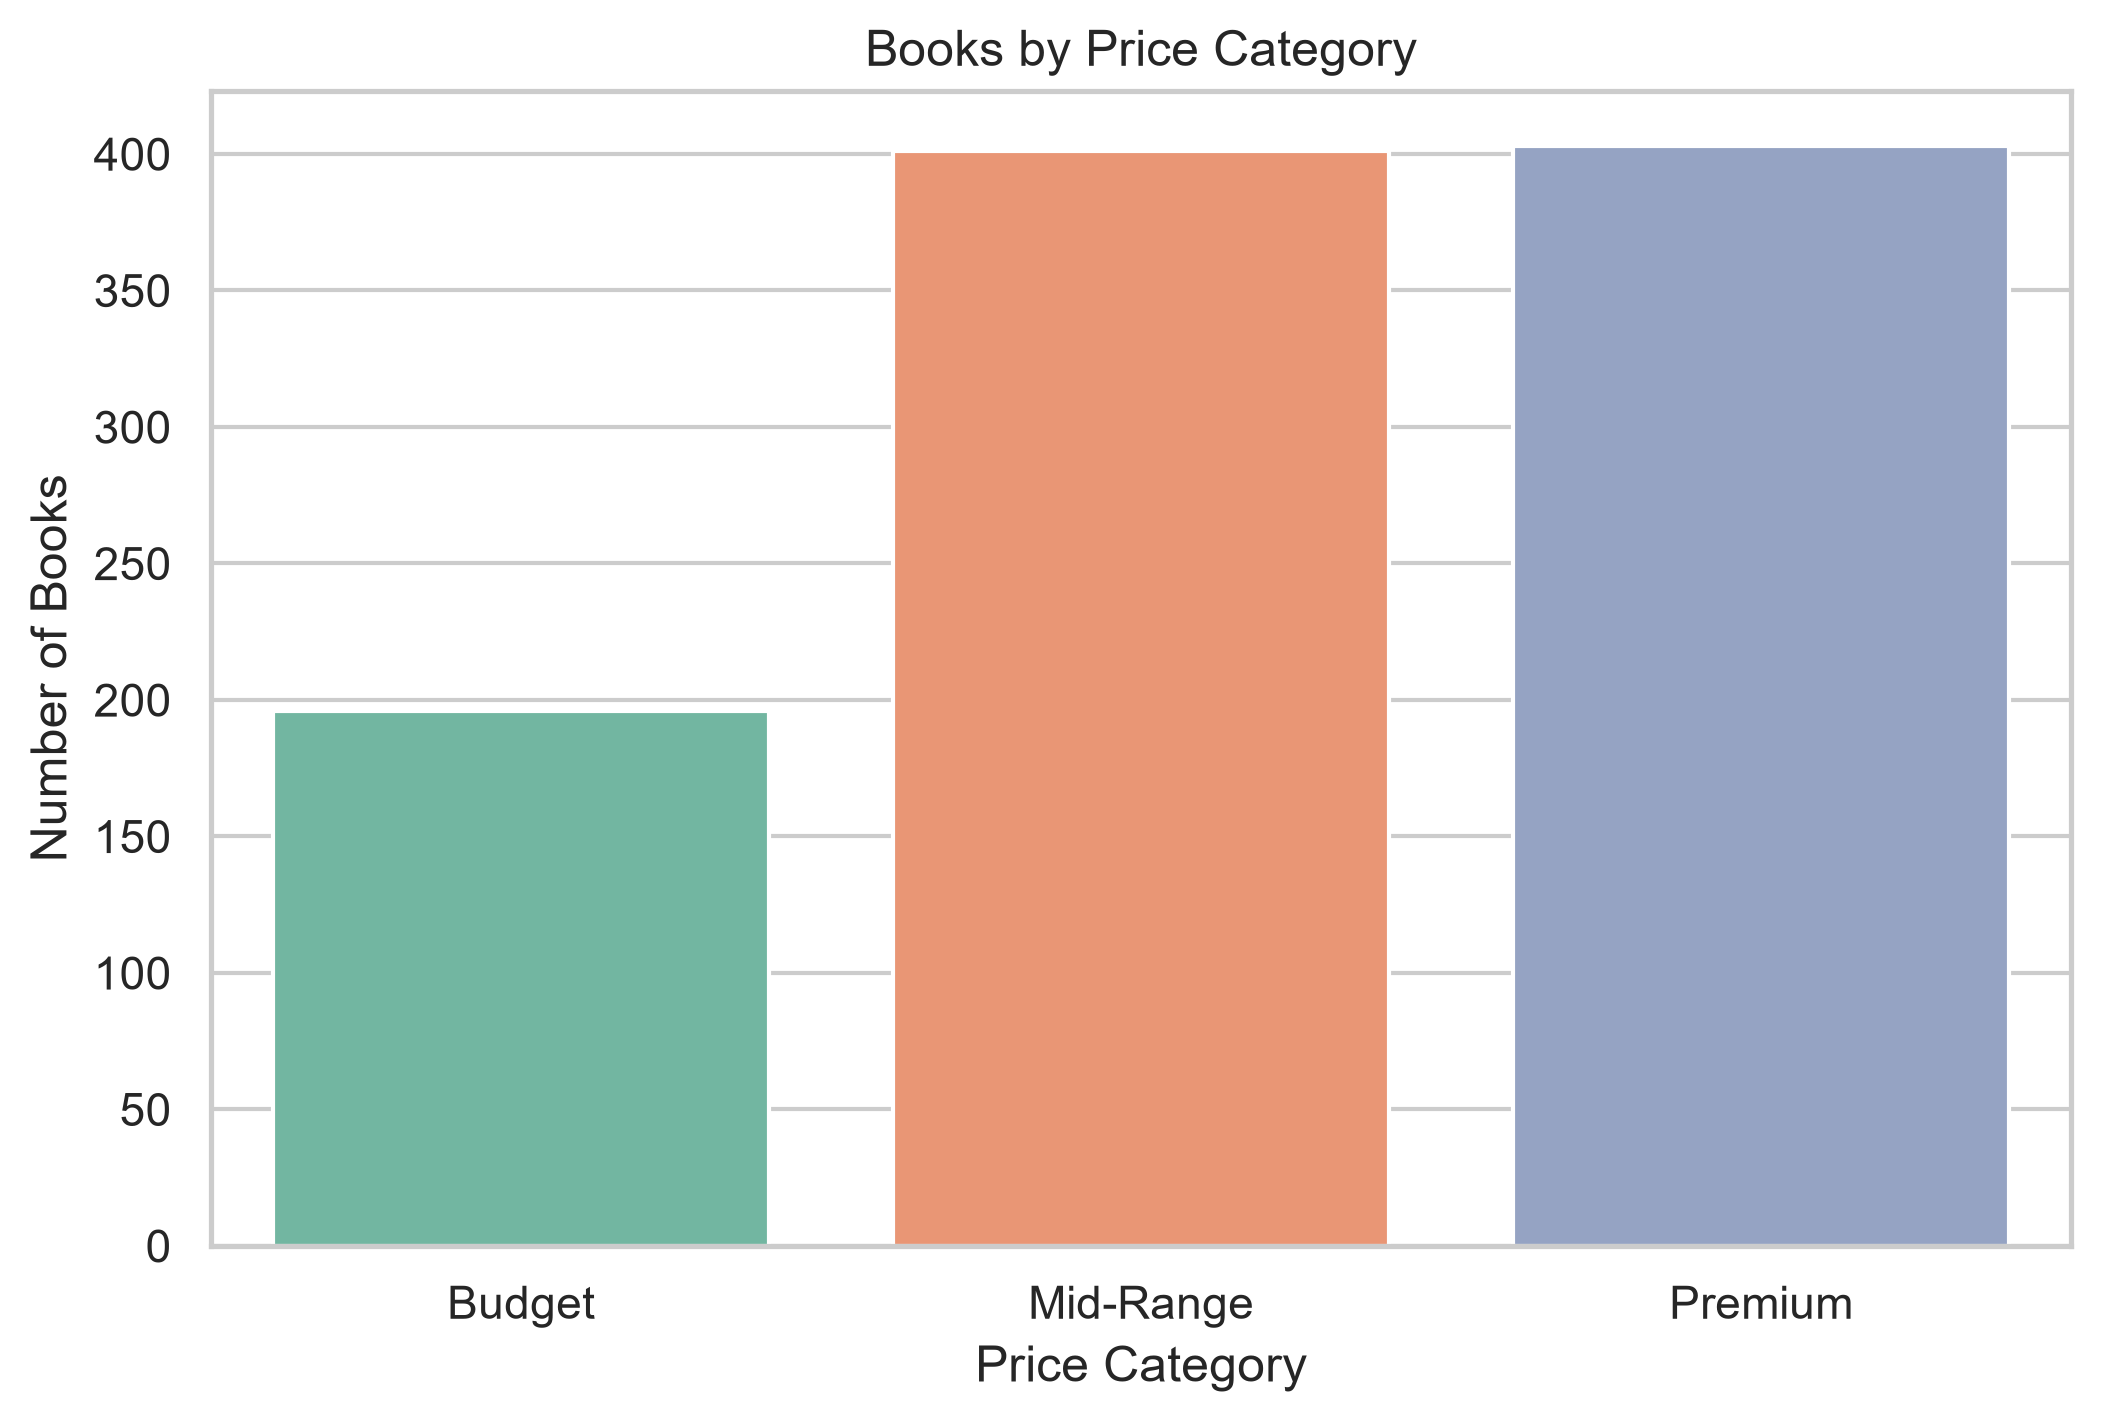 Books by Price Category
400
350
300
250
200
150
100
50
0
Number of Books
Budget Mid-Range Premium
Price Category